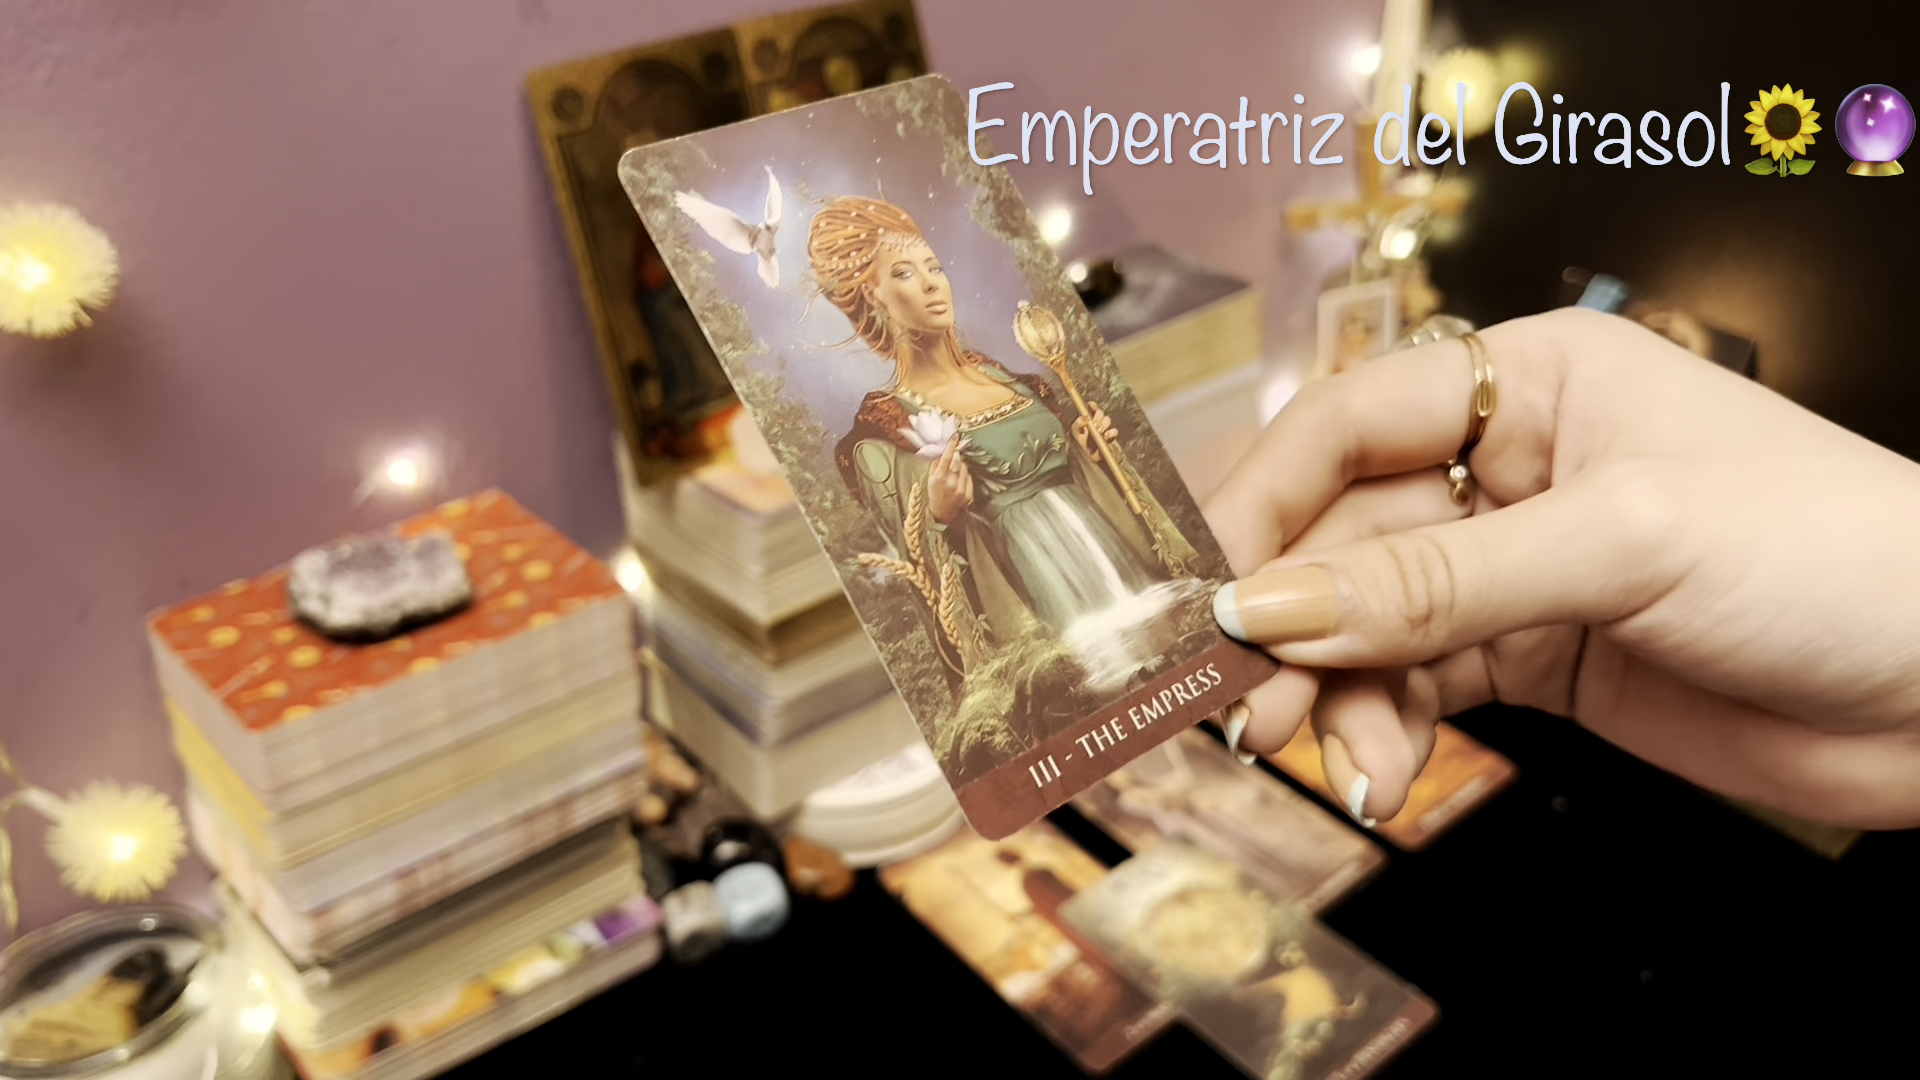 Emperatriz del Girasol🌻🔮
III - THE EMPRESS